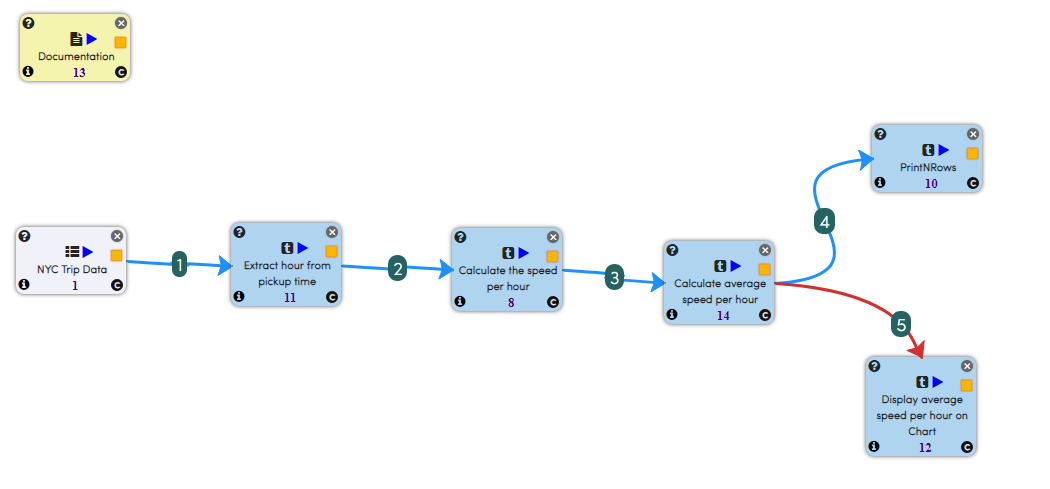 Documentation
13
4
PrintNRows
10
NYC Trip Data
1
1
Extract hour from
pickup time
11
2
Calculate the speed
per hour
8
3
Calculate average
speed per hour
14
5
Display average
speed per hour on
Chart
12